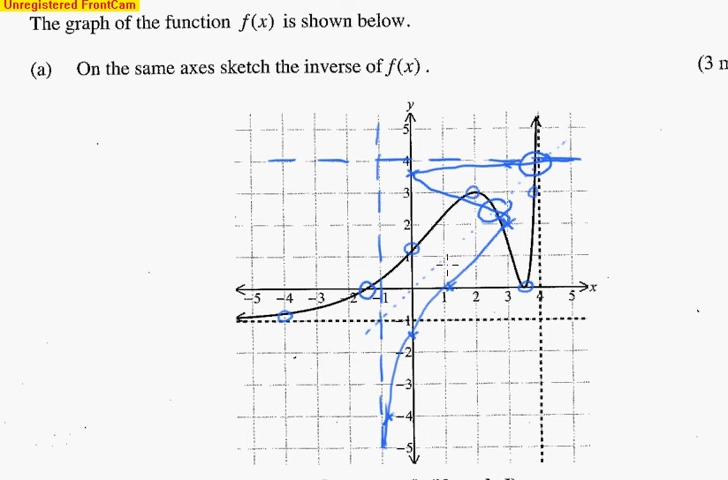 Unregistered FrontCam
The graph of the function f(x) is shown below.
(a) On the same axes sketch the inverse of f(x).
(3
y
5
4
3
2
-5 -4 -3 -2 -1 1 2 3 4 5 x
-1
-2
-3
-4
-5